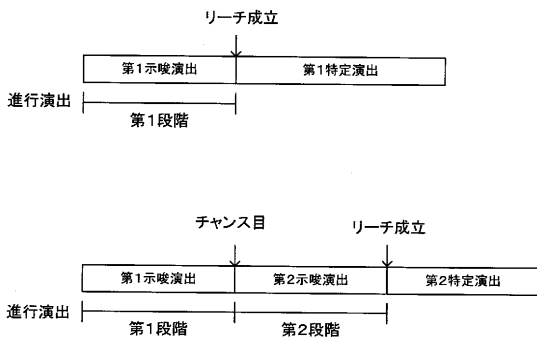 リーチ成立
第1示唆演出 第1特定演出
進行演出
第1段階
チャンス目 リーチ成立
第1示唆演出 第2示唆演出 第2特定演出
進行演出
第1段階 第2段階